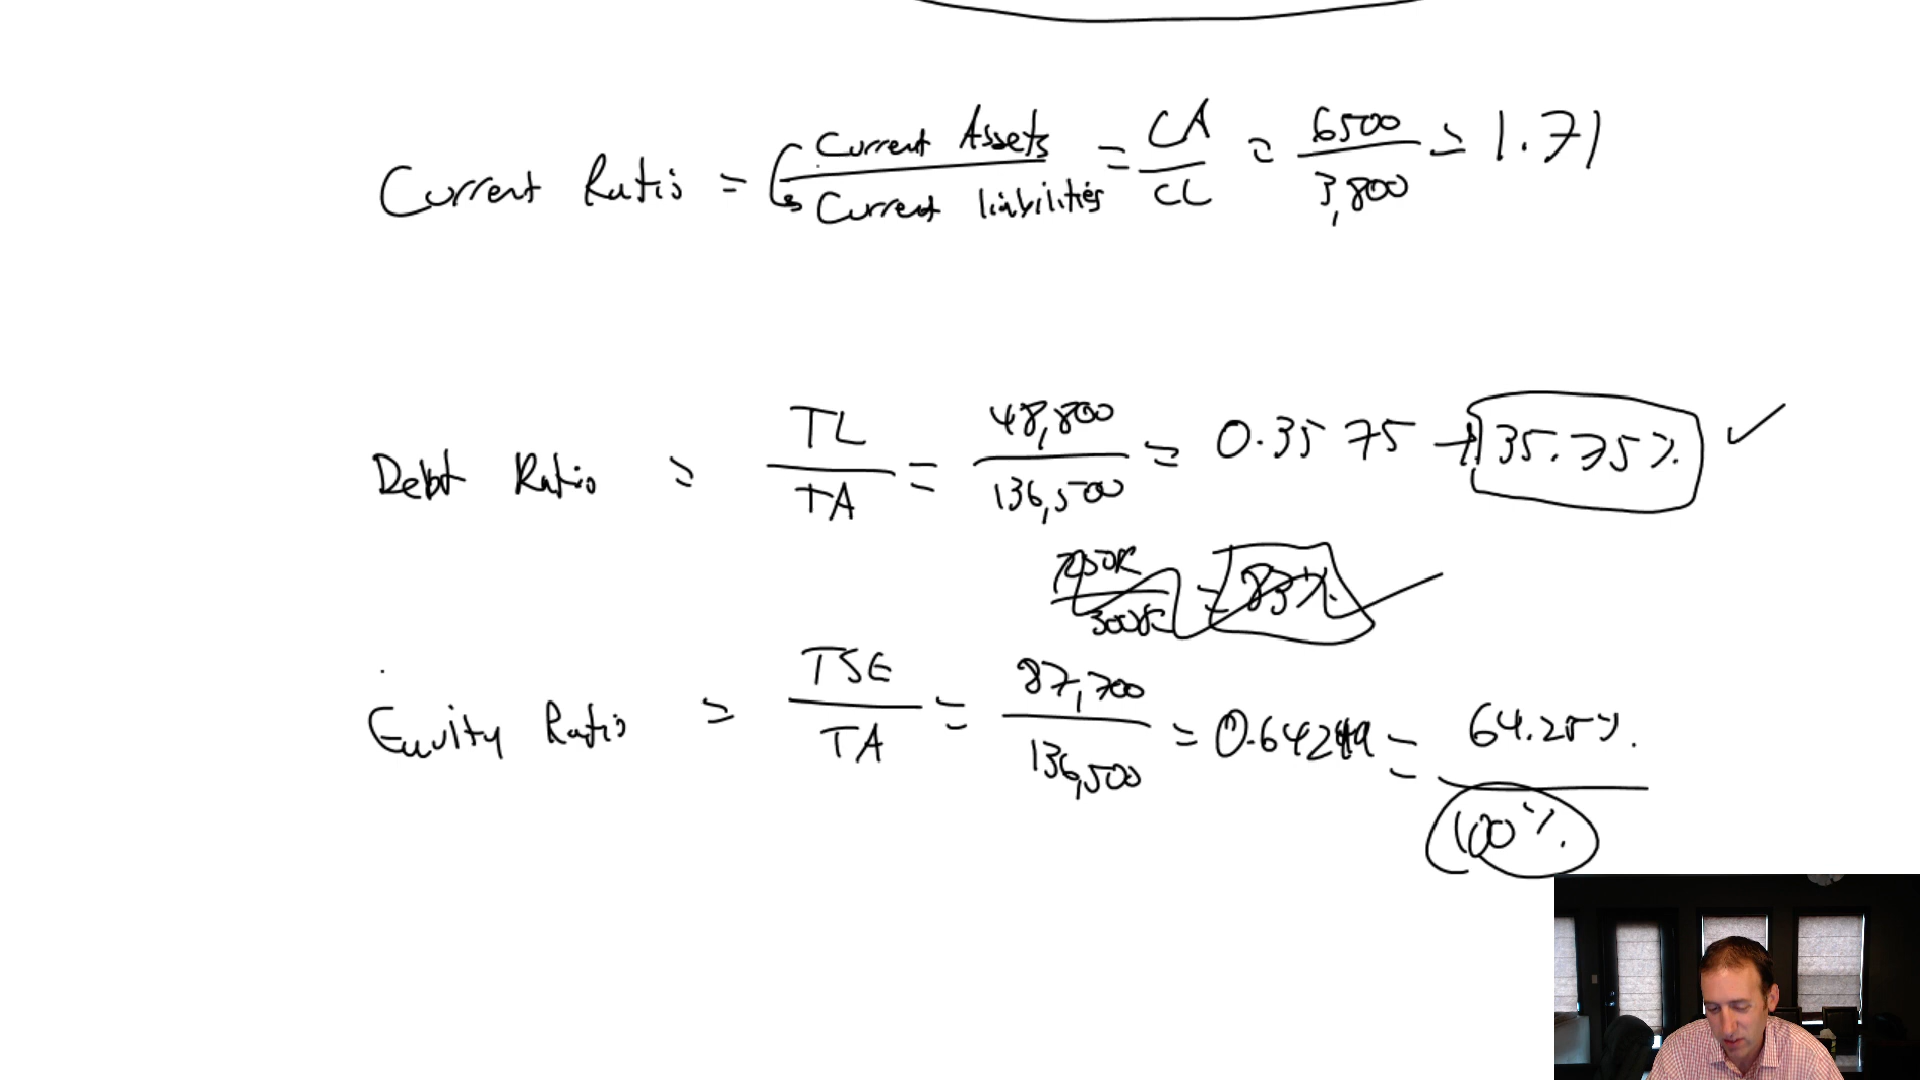 Current Ratio = Current Assets / Current liabilities = CA / CL = 6500 / 3,800 = 1.71
Debt Ratio = TL / TA = 48,800 / 136,500 = 0.3575 → 35.75%
250K / 300K = 83%
Equity Ratio = TSE / TA = 87,700 / 136,500 = 0.64249 = 64.25%
100%